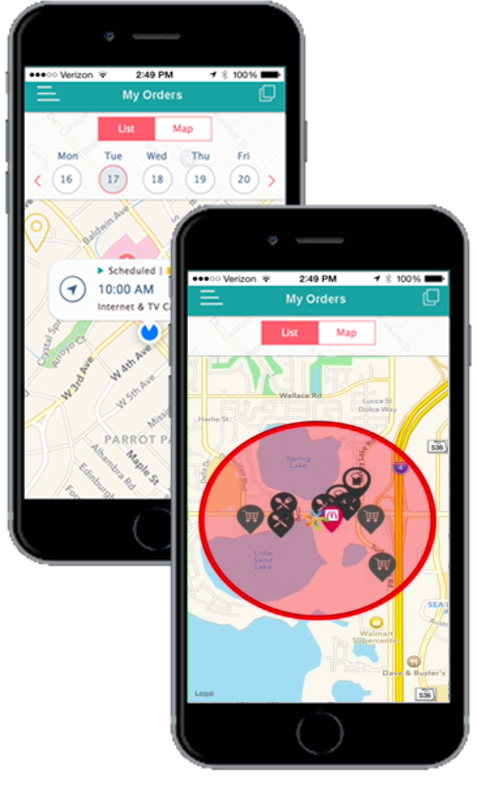 Verizon 2:49 PM 100%
My Orders
List Map
Mon Tue Wed Thu Fri
16 17 18 19 20
Baldwin Ave
Scheduled |
10:00 AM
Internet & TV Ca
Crystal Spr
Arroyo Ct
W 3rd Ave
W 4th Ave
W 5th Ave
Missi
PARROT PA
Alhambra Rd
Maple St
Edinburg
For
Verizon 2:49 PM 100%
My Orders
List Map
Wallace Rd
Lucca St
Dolce Way
Harlie St
536
Spring
Lake
4
Little
Sand
Lake
SEA
Walmart
Supercenter
Dave & Buster's
Legal
536